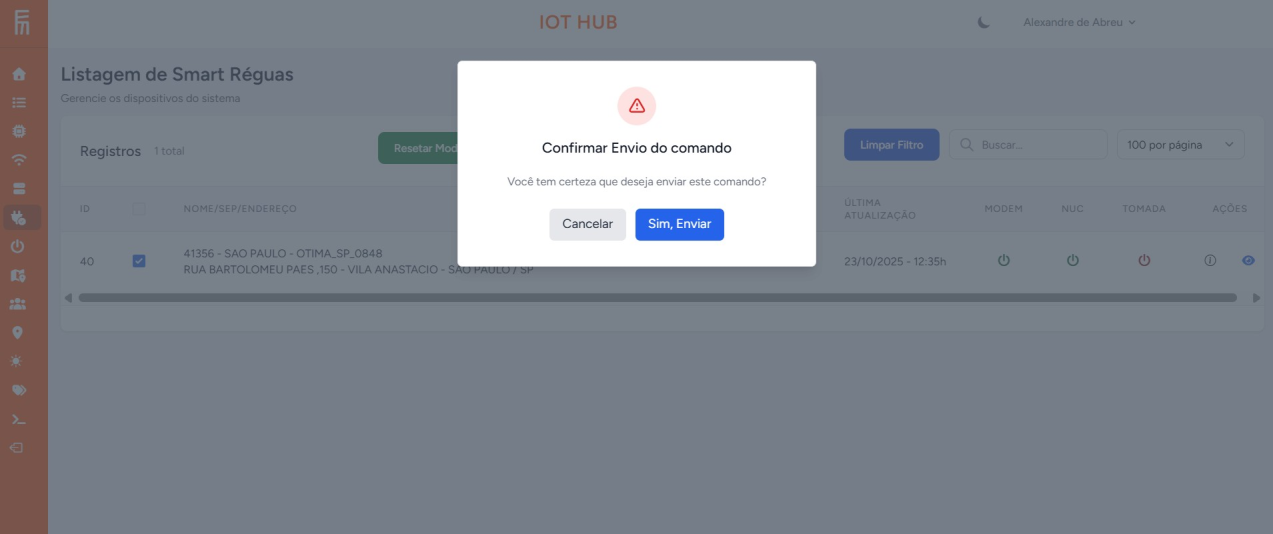 IOT HUB
Alexandre de Abreu
Listagem de Smart Réguas
Gerencie os dispositivos do sistema
Confirmar Envio do comando
Você tem certeza que deseja enviar este comando?
Cancelar
Sim, Enviar
Registros 1 total
Resetar Mod
Limpar Filtro
Buscar...
100 por página
ID
NOME/SEP/ENDEREÇO
ÚLTIMA
ATUALIZAÇÃO
MODEM
NUC
TOMADA
AÇÕES
40
41356 - SAO PAULO - OTIMA_SP_0848
RUA BARTOLOMEU PAES ,150 - VILA ANASTACIO - SAO PAULO / SP
23/10/2025 - 12:35h